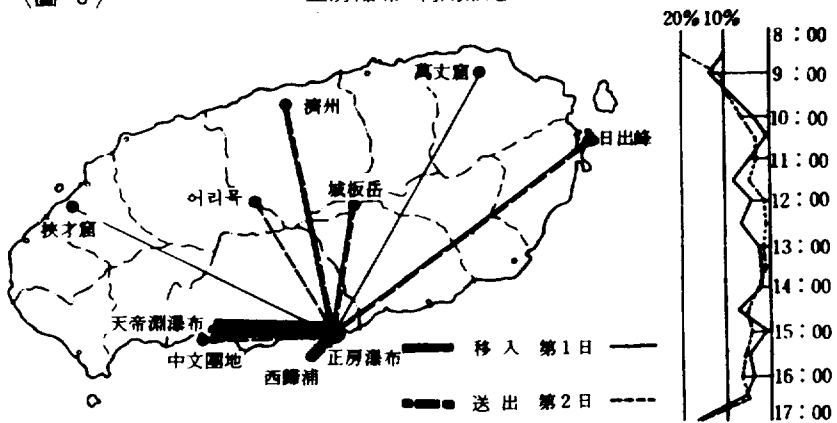 20% 10%
8:00
萬丈窟
9:00
濟州
10:00
日出峰
11:00
어리목
城板岳
12:00
挾才窟
13:00
14:00
天帝淵瀑布
15:00
中文團地
西歸浦
正房瀑布
移入 第1日
16:00
送出 第2日
17:00